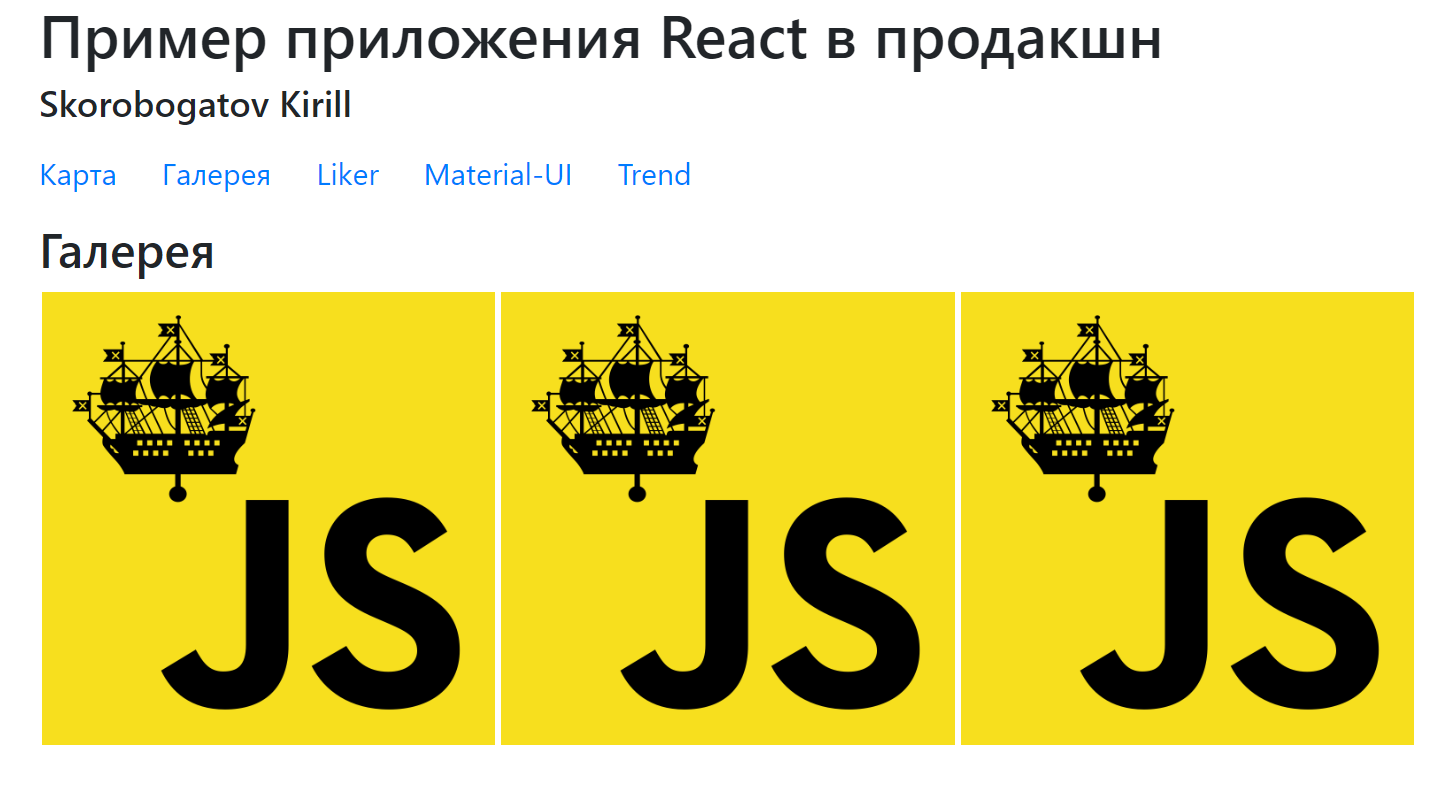 Пример приложения React в продакшн
Skorobogatov Kirill
Карта Галерея Liker Material-UI Trend
Галерея
JS JS JS